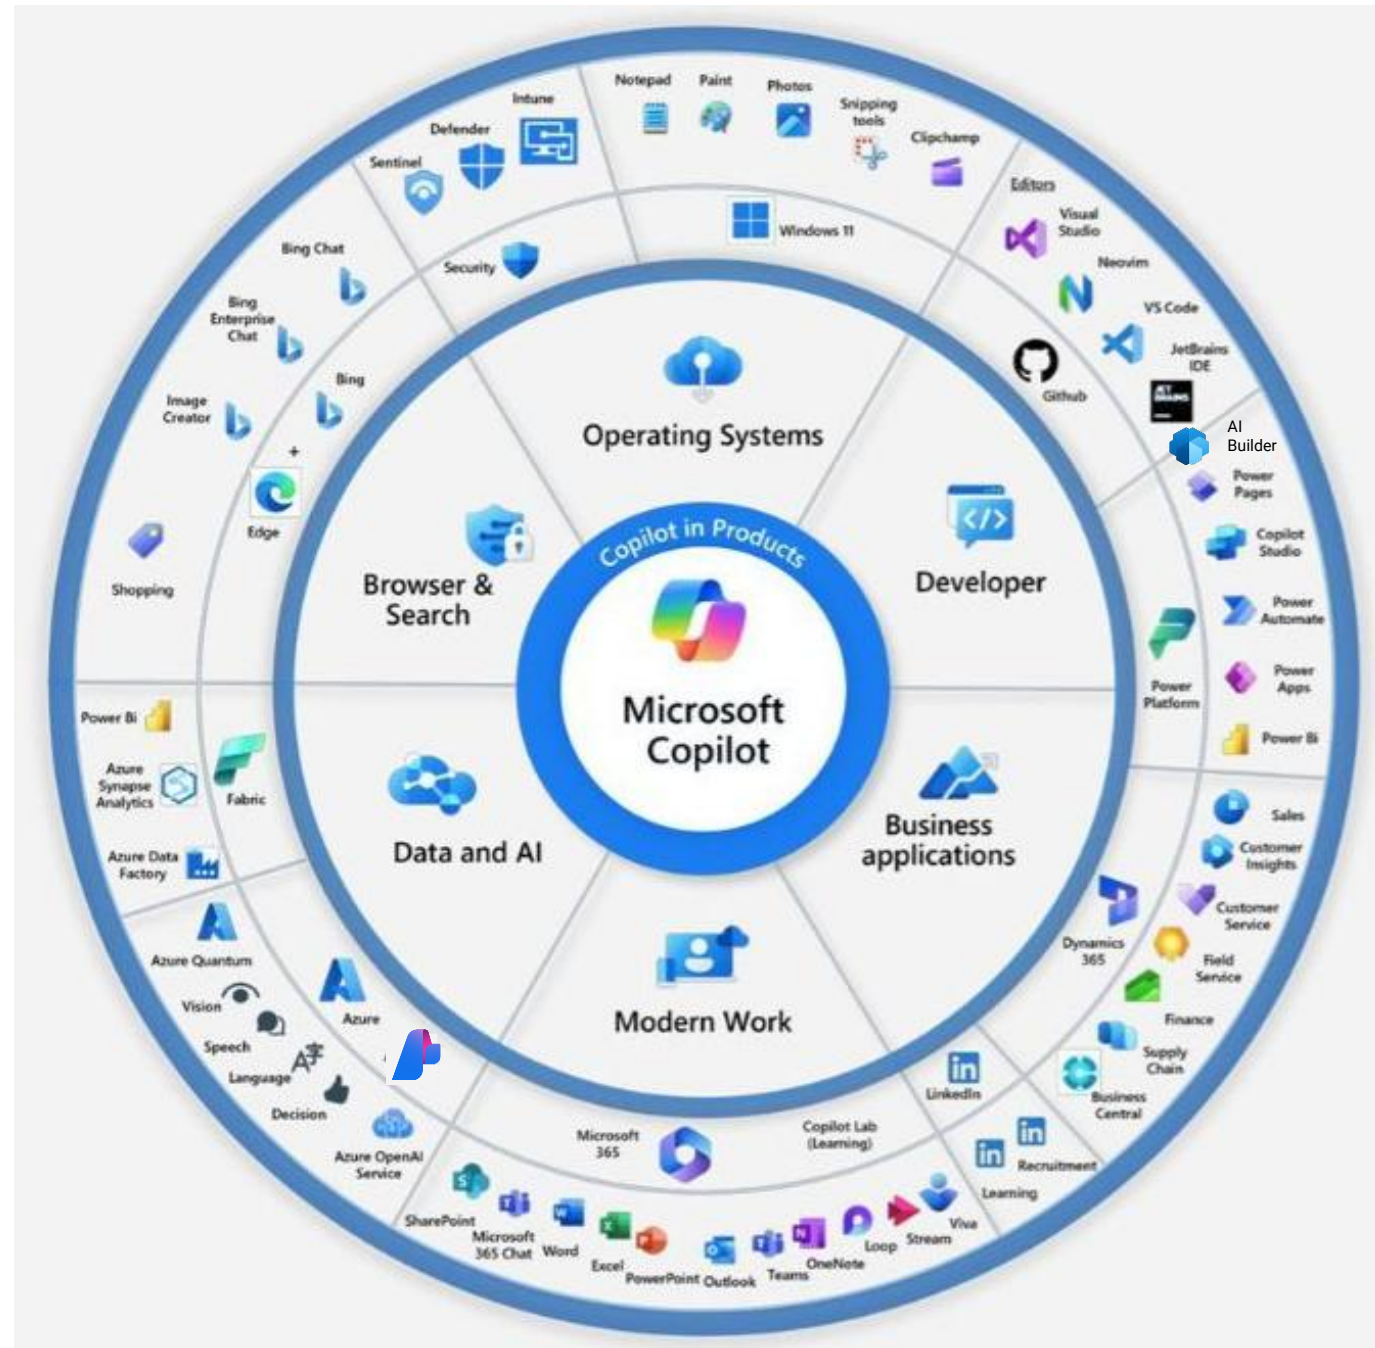 Notepad
Paint
Photos
Snipping
tools
Clipchamp
Windows 11
Operating Systems
Editors
Visual
Studio
Neovim
VS Code
JetBrains
IDE
JET
BRAINS
Github
Developer
AI
Builder
Power
Pages
Copilot
Studio
Power
Automate
Power
Apps
Power Bi
Power
Platform
Business
applications
Sales
Customer
Insights
Customer
Service
Field
Service
Finance
Supply
Chain
Business
Central
Dynamics
365
LinkedIn
Recruitment
Learning
Modern Work
Copilot Lab
(Learning)
Microsoft
365
SharePoint
Microsoft
365 Chat
Word
Excel
PowerPoint
Outlook
Teams
OneNote
Loop
Stream
Viva
Data and AI
Azure
Azure Quantum
Vision
Speech
Language
Decision
Azure OpenAI
Service
Fabric
Power Bi
Azure
Synapse
Analytics
Azure Data
Factory
Browser &
Search
Bing
+
Edge
Bing Chat
Bing
Enterprise
Chat
Image
Creator
Shopping
Security
Sentinel
Defender
Intune
Copilot in Products
Microsoft
Copilot